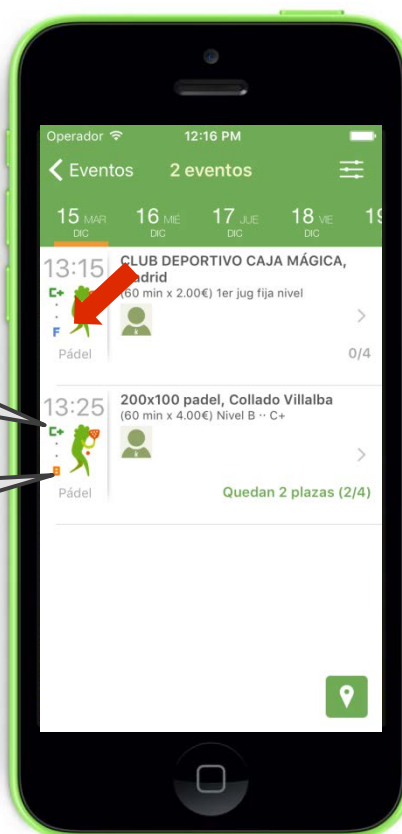 Operador 12:16 PM
Eventos 2 eventos
15 MAR 16 MIÉ 17 JUE 18 VIE 19
DIC DIC DIC DIC
13:15 CLUB DEPORTIVO CAJA MÁGICA,
(60 min x 2.00€) 1er jug fija nivel
C+
F
Pádel 0/4
13:25 200x100 padel, Collado Villalba
(60 min x 4.00€) Nivel B ·· C+
C+
Pádel Quedan 2 plazas (2/4)